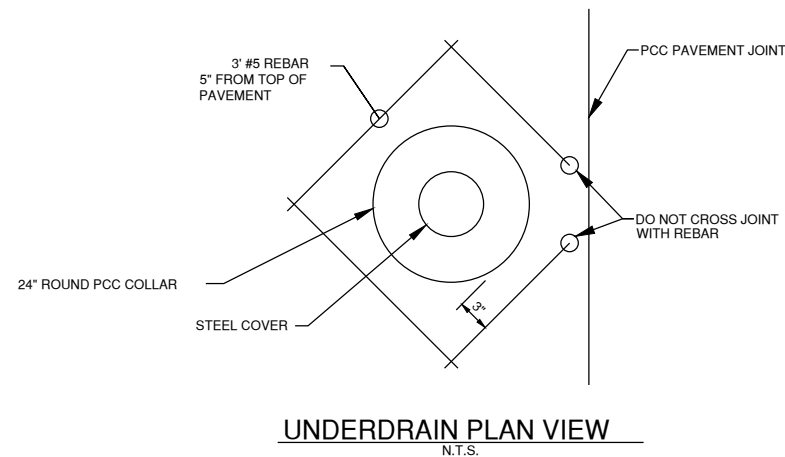 3' #5 REBAR
5" FROM TOP OF
PAVEMENT
PCC PAVEMENT JOINT
DO NOT CROSS JOINT
WITH REBAR
24" ROUND PCC COLLAR
3"
STEEL COVER
UNDERDRAIN PLAN VIEW
N.T.S.